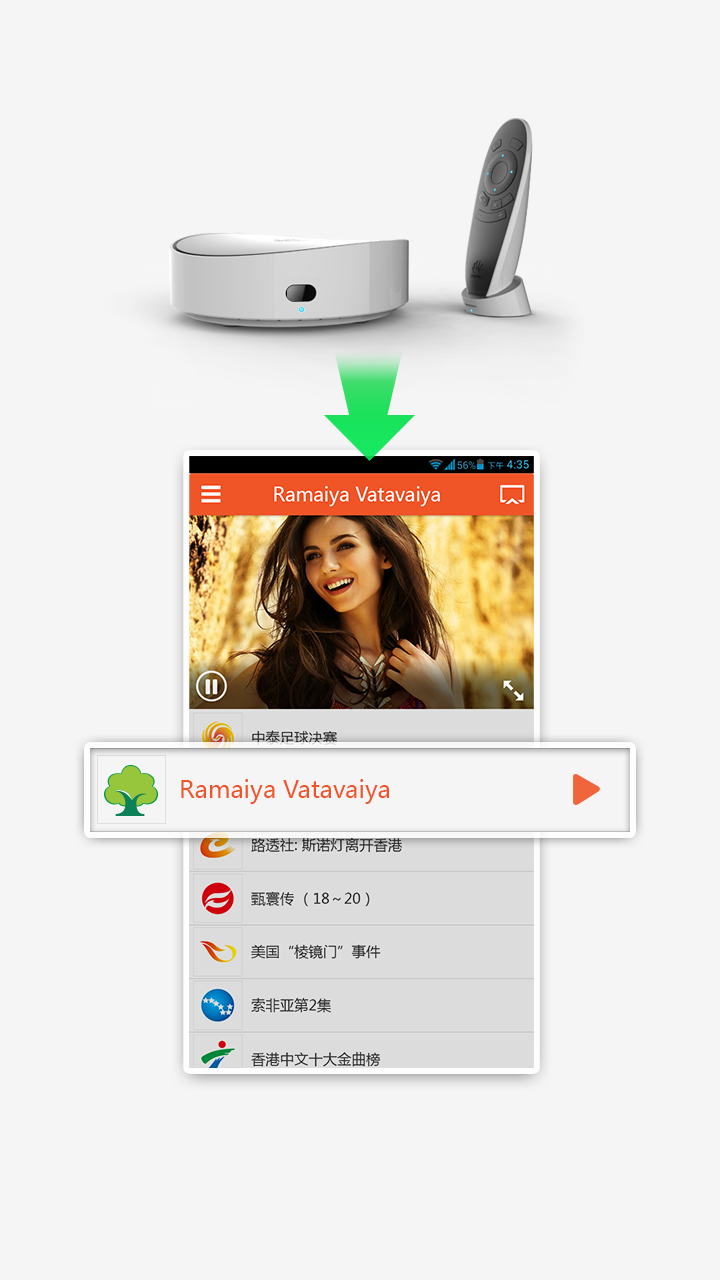 56% 下午 4:35
Ramaiya Vatavaiya
中泰足球决赛
Ramaiya Vatavaiya
路透社: 斯诺灯离开香港
甄寰传（18~20）
美国“棱镜门”事件
索非亚第2集
香港中文十大金曲榜